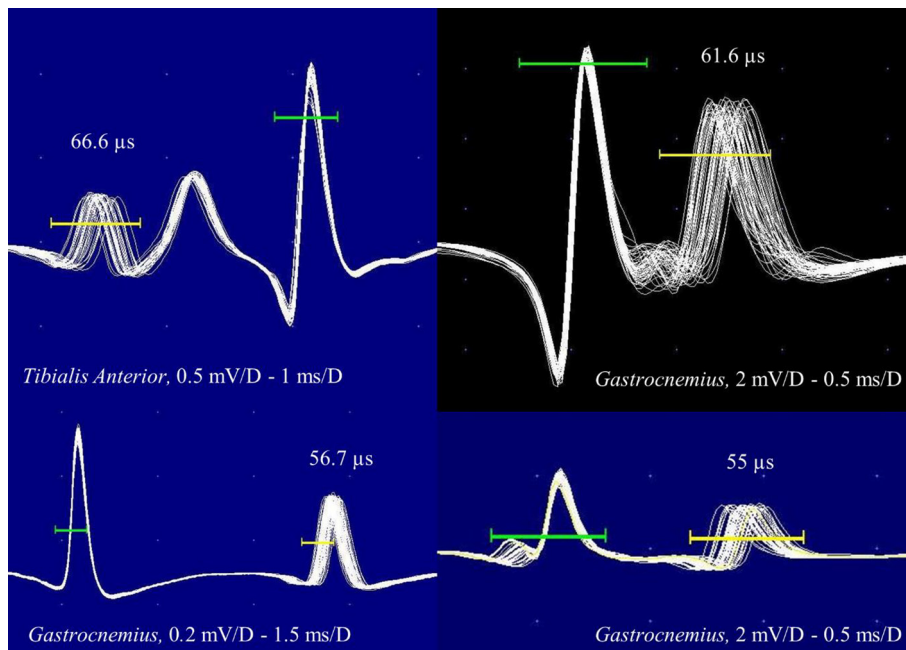 66.6 µs
Tibialis Anterior, 0.5 mV/D - 1 ms/D
61.6 µs
Gastrocnemius, 2 mV/D - 0.5 ms/D
56.7 µs
Gastrocnemius, 0.2 mV/D - 1.5 ms/D
55 µs
Gastrocnemius, 2 mV/D - 0.5 ms/D